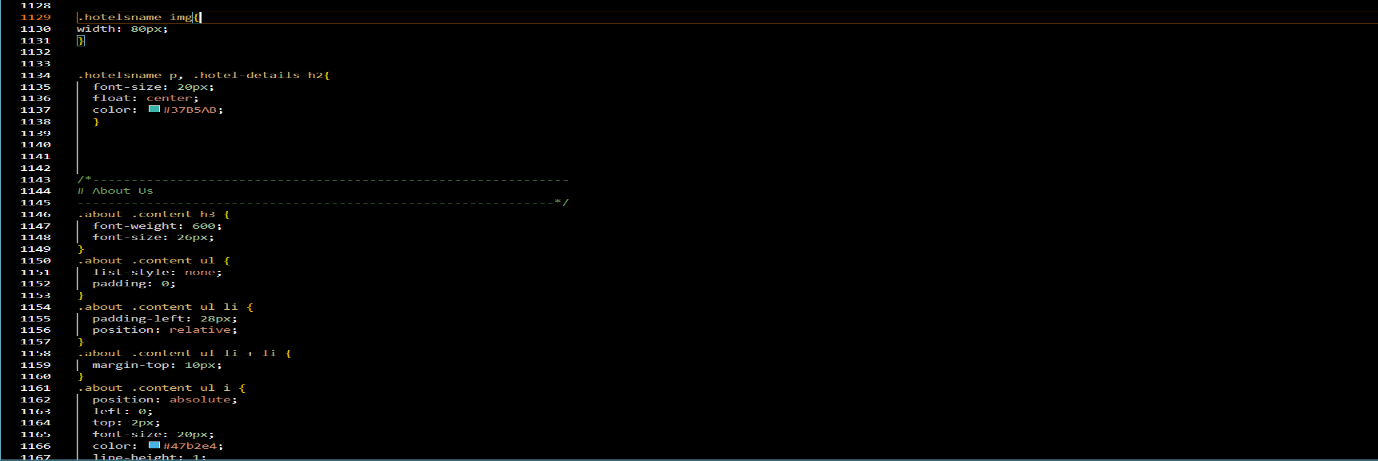 1128
1129 .hotelsname img{
1130 width: 80px;
1131 }
1132
1133
1134 .hotelsname p, .hotel-details h2{
1135 font-size: 20px;
1136 float: center;
1137 color: #37B5AB;
1138 }
1139
1140
1141
1142
1143 /*--------------------------------------------------------------
1144 # About Us
1145 --------------------------------------------------------------*/
1146 .about .content h3 {
1147 font-weight: 600;
1148 font-size: 26px;
1149 }
1150 .about .content ul {
1151 list-style: none;
1152 padding: 0;
1153 }
1154 .about .content ul li {
1155 padding-left: 28px;
1156 position: relative;
1157 }
1158 .about .content ul li + li {
1159 margin-top: 10px;
1160 }
1161 .about .content ul i {
1162 position: absolute;
1163 left: 0;
1164 top: 2px;
1165 font-size: 20px;
1166 color: #47b2e4;
1167 line-height: 1;